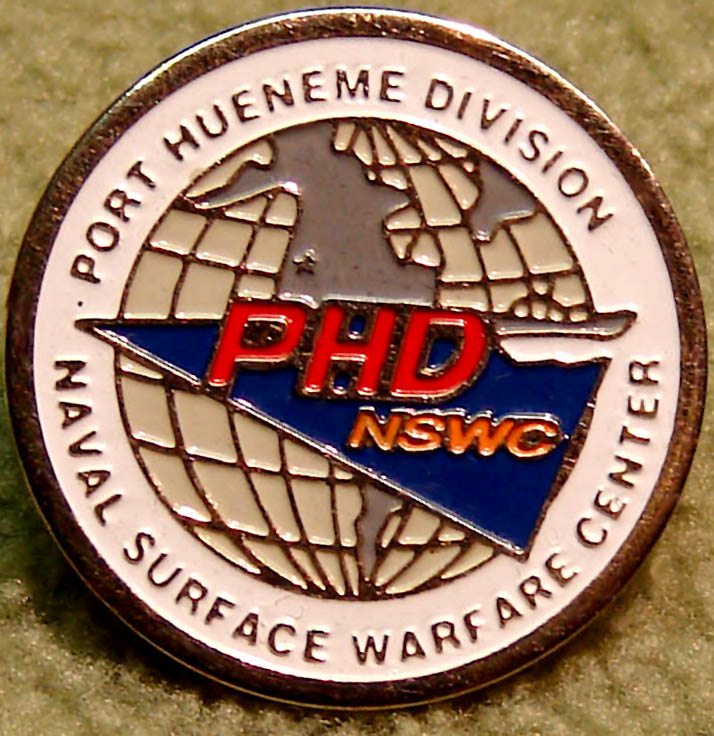 PORT HUENEME DIVISION
PHD
NSWC
NAVAL SURFACE WARFARE CENTER